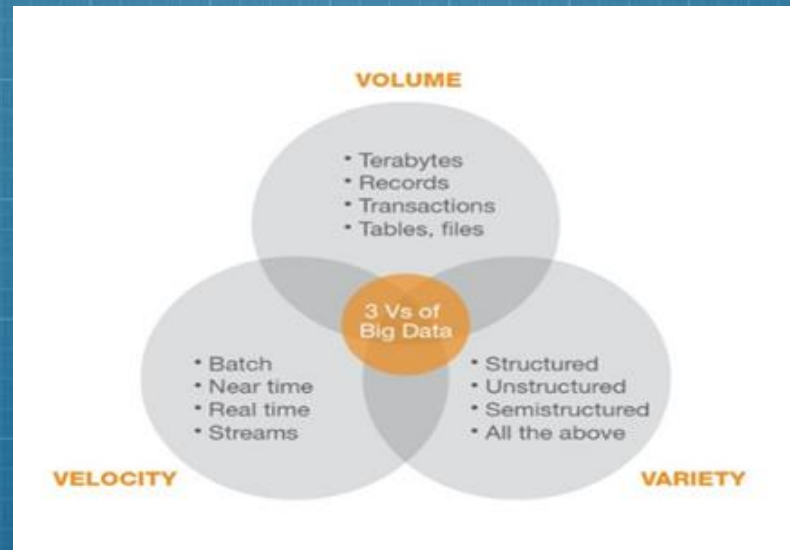 VOLUME
• Terabytes
• Records
• Transactions
• Tables, files
3 Vs of
Big Data
• Batch
• Near time
• Real time
• Streams
• Structured
• Unstructured
• Semistructured
• All the above
VELOCITY
VARIETY